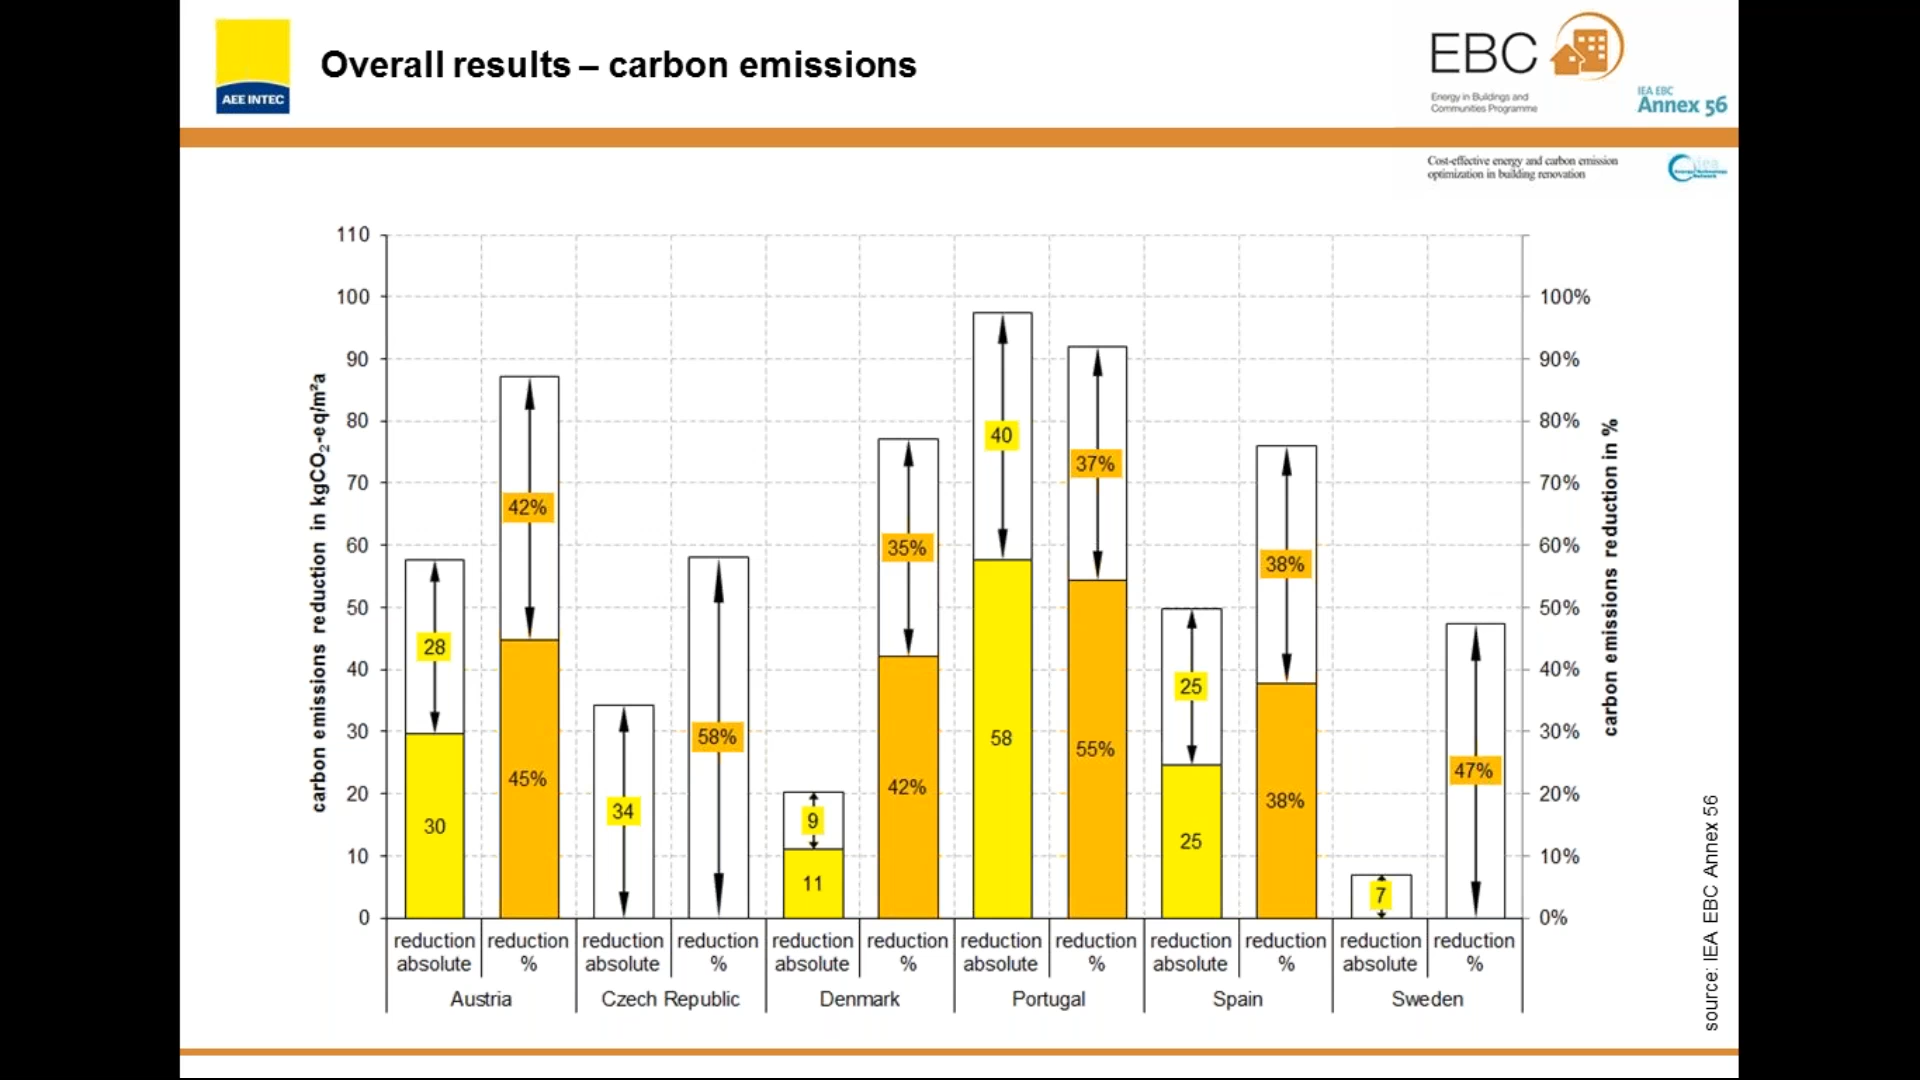 AEE INTEC
Overall results – carbon emissions
EBC
Energy in Buildings and
Communities Programme
IEA EBC
Annex 56
Cost-effective energy and carbon emission
optimization in building renovation
iea
Energy Technology
Network
carbon emissions reduction in kgCO₂-eq/m²a
110
100
90
80
70
60
50
40
30
20
10
0
28
30
42%
45%
34
58%
9
11
35%
42%
40
58
37%
55%
25
25
38%
38%
7
47%
100%
90%
80%
70%
60%
50%
40%
30%
20%
10%
0%
carbon emissions reduction in %
reduction absolute
reduction %
reduction absolute
reduction %
reduction absolute
reduction %
reduction absolute
reduction %
reduction absolute
reduction %
reduction absolute
reduction %
Austria
Czech Republic
Denmark
Portugal
Spain
Sweden
source: IEA EBC Annex 56